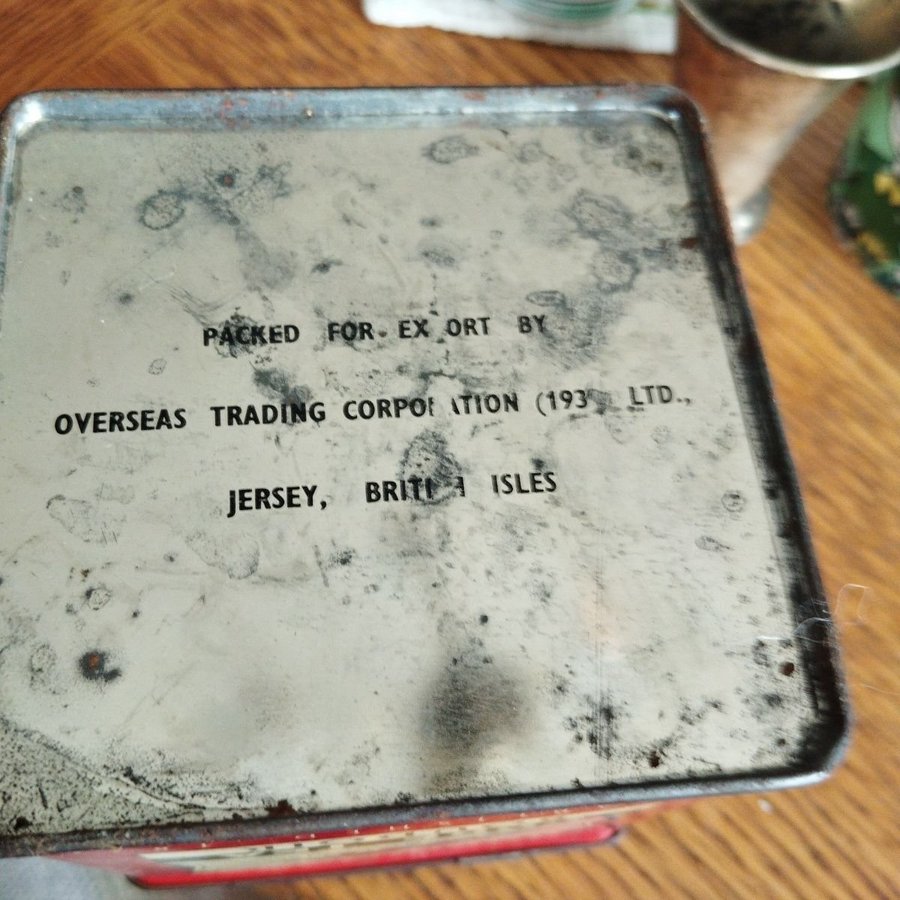 PACKED FOR EX ORT BY
OVERSEAS TRADING CORPO ATION (193 LTD.,
JERSEY, BRITI H ISLES